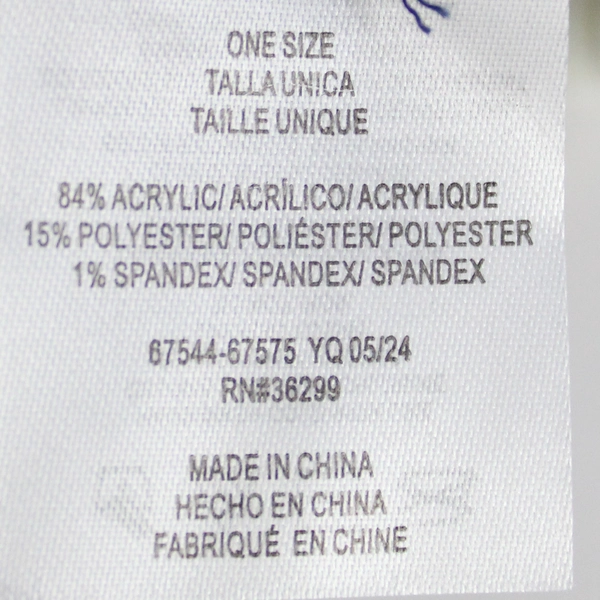 ONE SIZE
TALLA UNICA
TAILLE UNIQUE
84% ACRYLIC/ ACRÍLICO/ ACRYLIQUE
15% POLYESTER/ POLIÉSTER/ POLYESTER
1% SPANDEX/ SPANDEX/ SPANDEX
67544-67575 YQ 05/24
RN#36299
MADE IN CHINA
HECHO EN CHINA
FABRIQUÉ EN CHINE